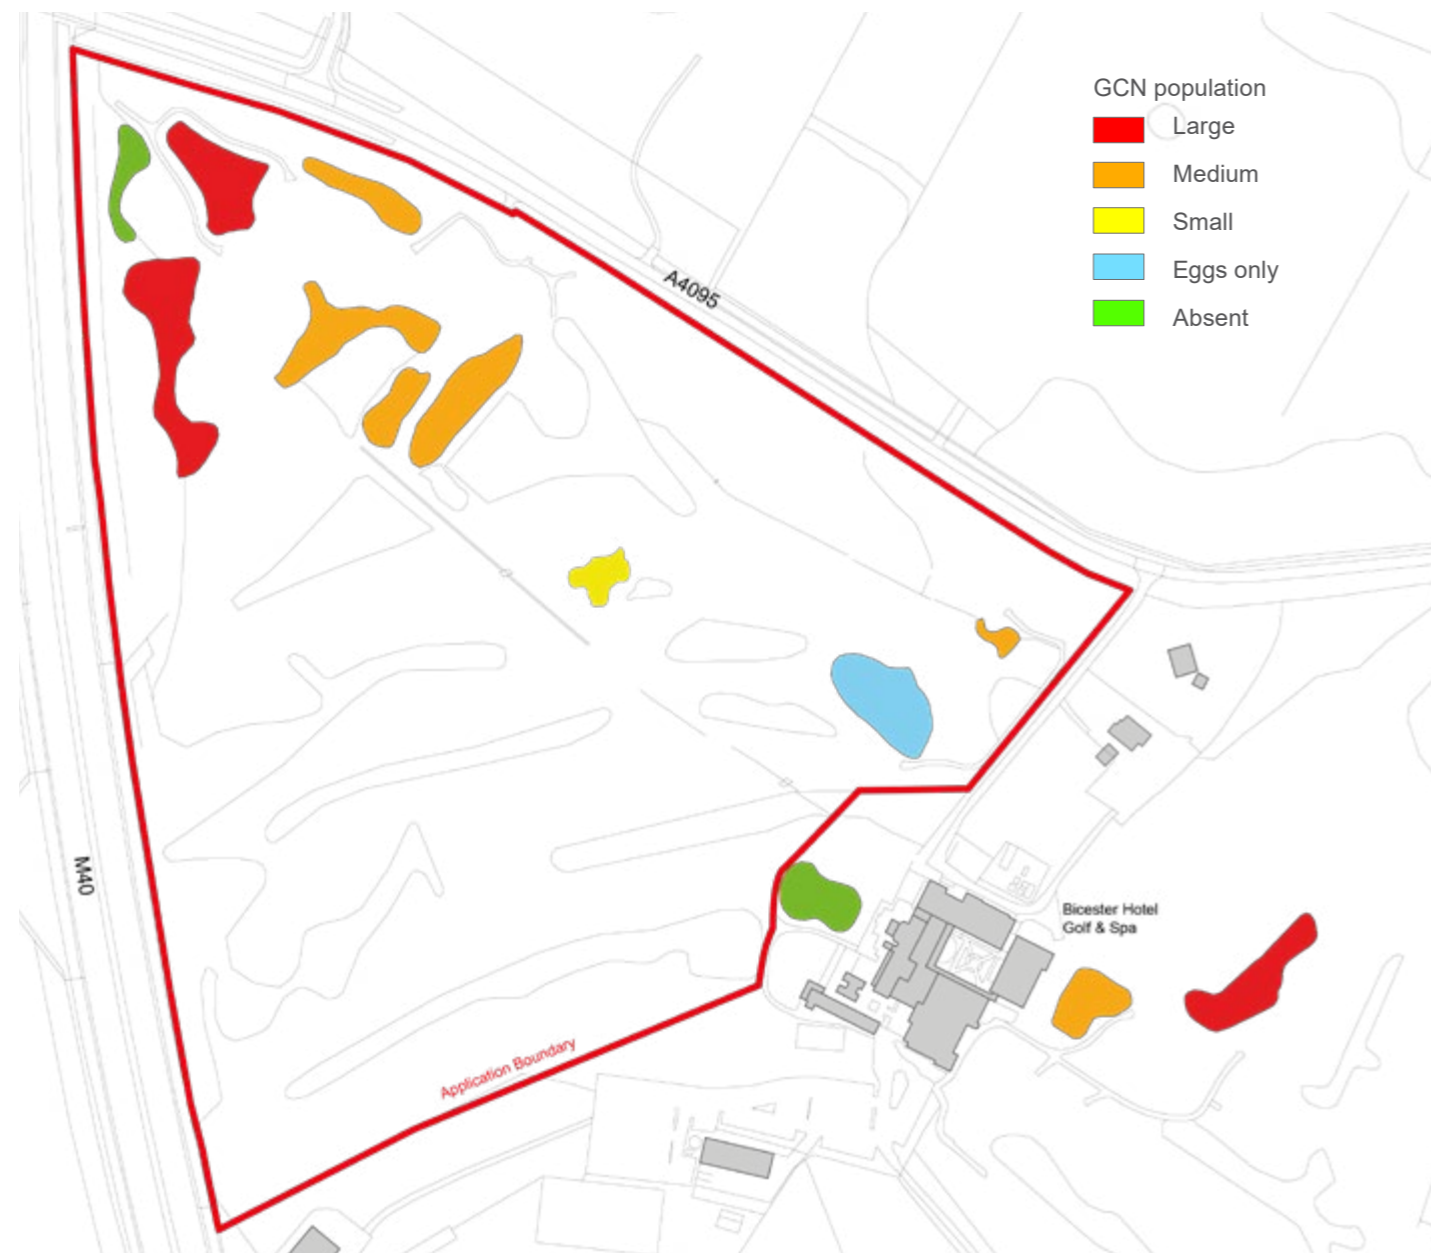 GCN population
Large
Medium
Small
Eggs only
Absent
A4095
M40
Bicester Hotel
Golf & Spa
Application Boundary